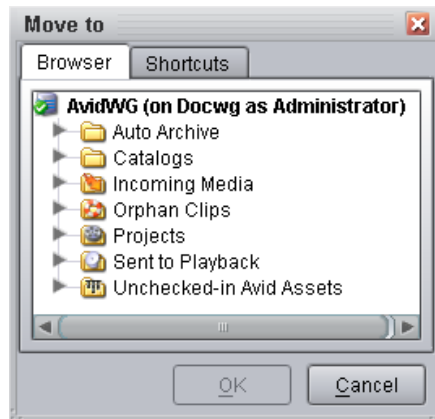 Move to
Browser Shortcuts
AvidWG (on Docwg as Administrator)
Auto Archive
Catalogs
Incoming Media
Orphan Clips
Projects
Sent to Playback
Unchecked-in Avid Assets
OK Cancel